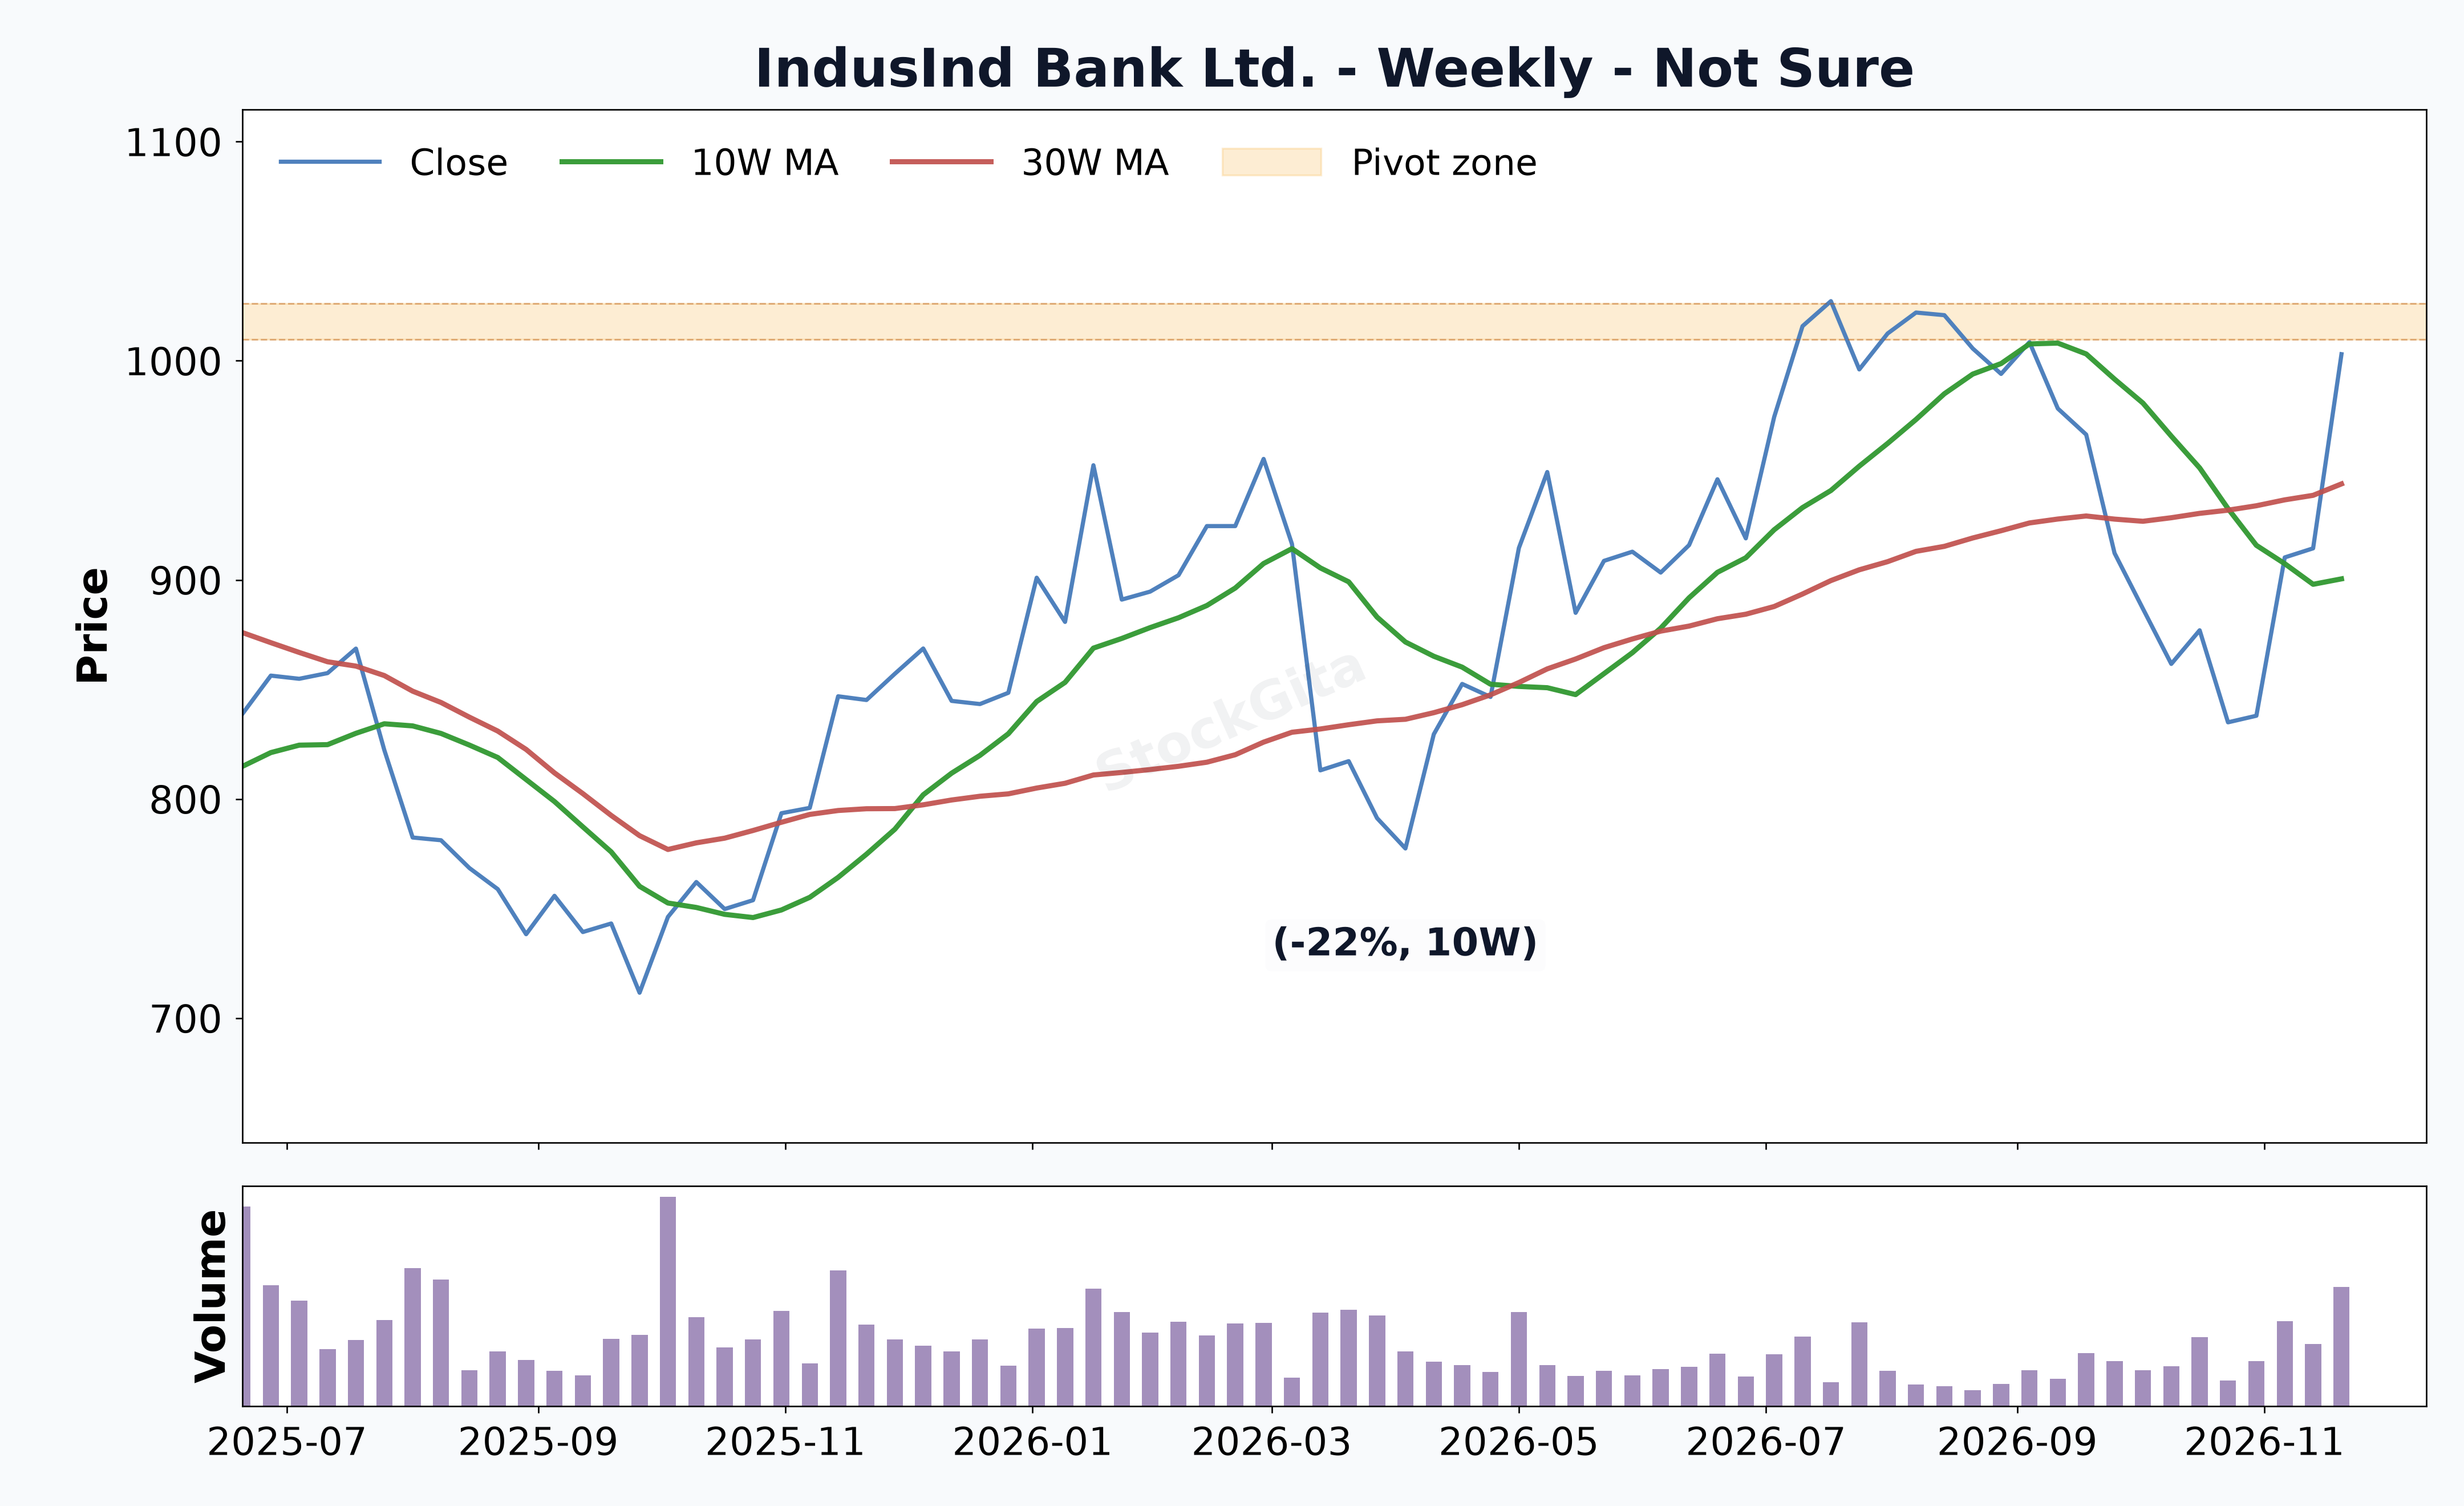 IndusInd Bank Ltd. - Weekly - Not Sure
Close 10W MA 30W MA Pivot zone
1100
1000
900
800
700
Price
StockGita
(-22%, 10W)
Volume
2025-07 2025-09 2025-11 2026-01 2026-03 2026-05 2026-07 2026-09 2026-11